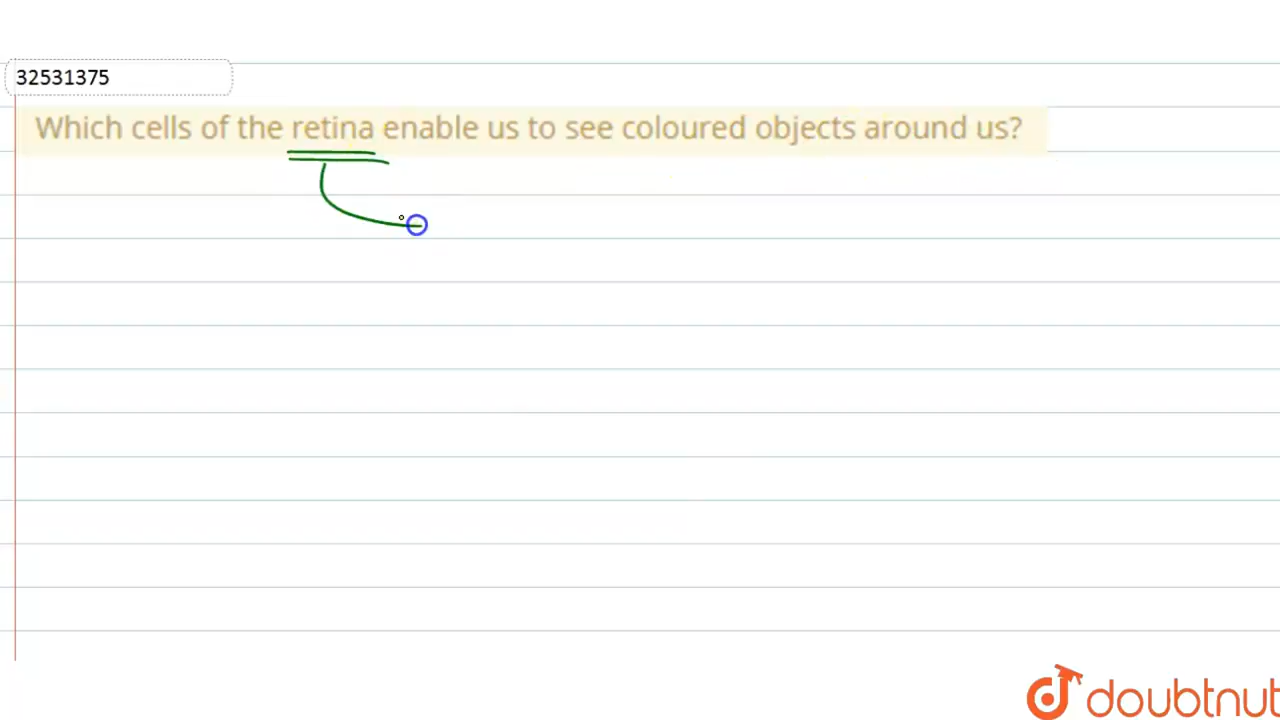 32531375
Which cells of the retina enable us to see coloured objects around us?
doubtnut